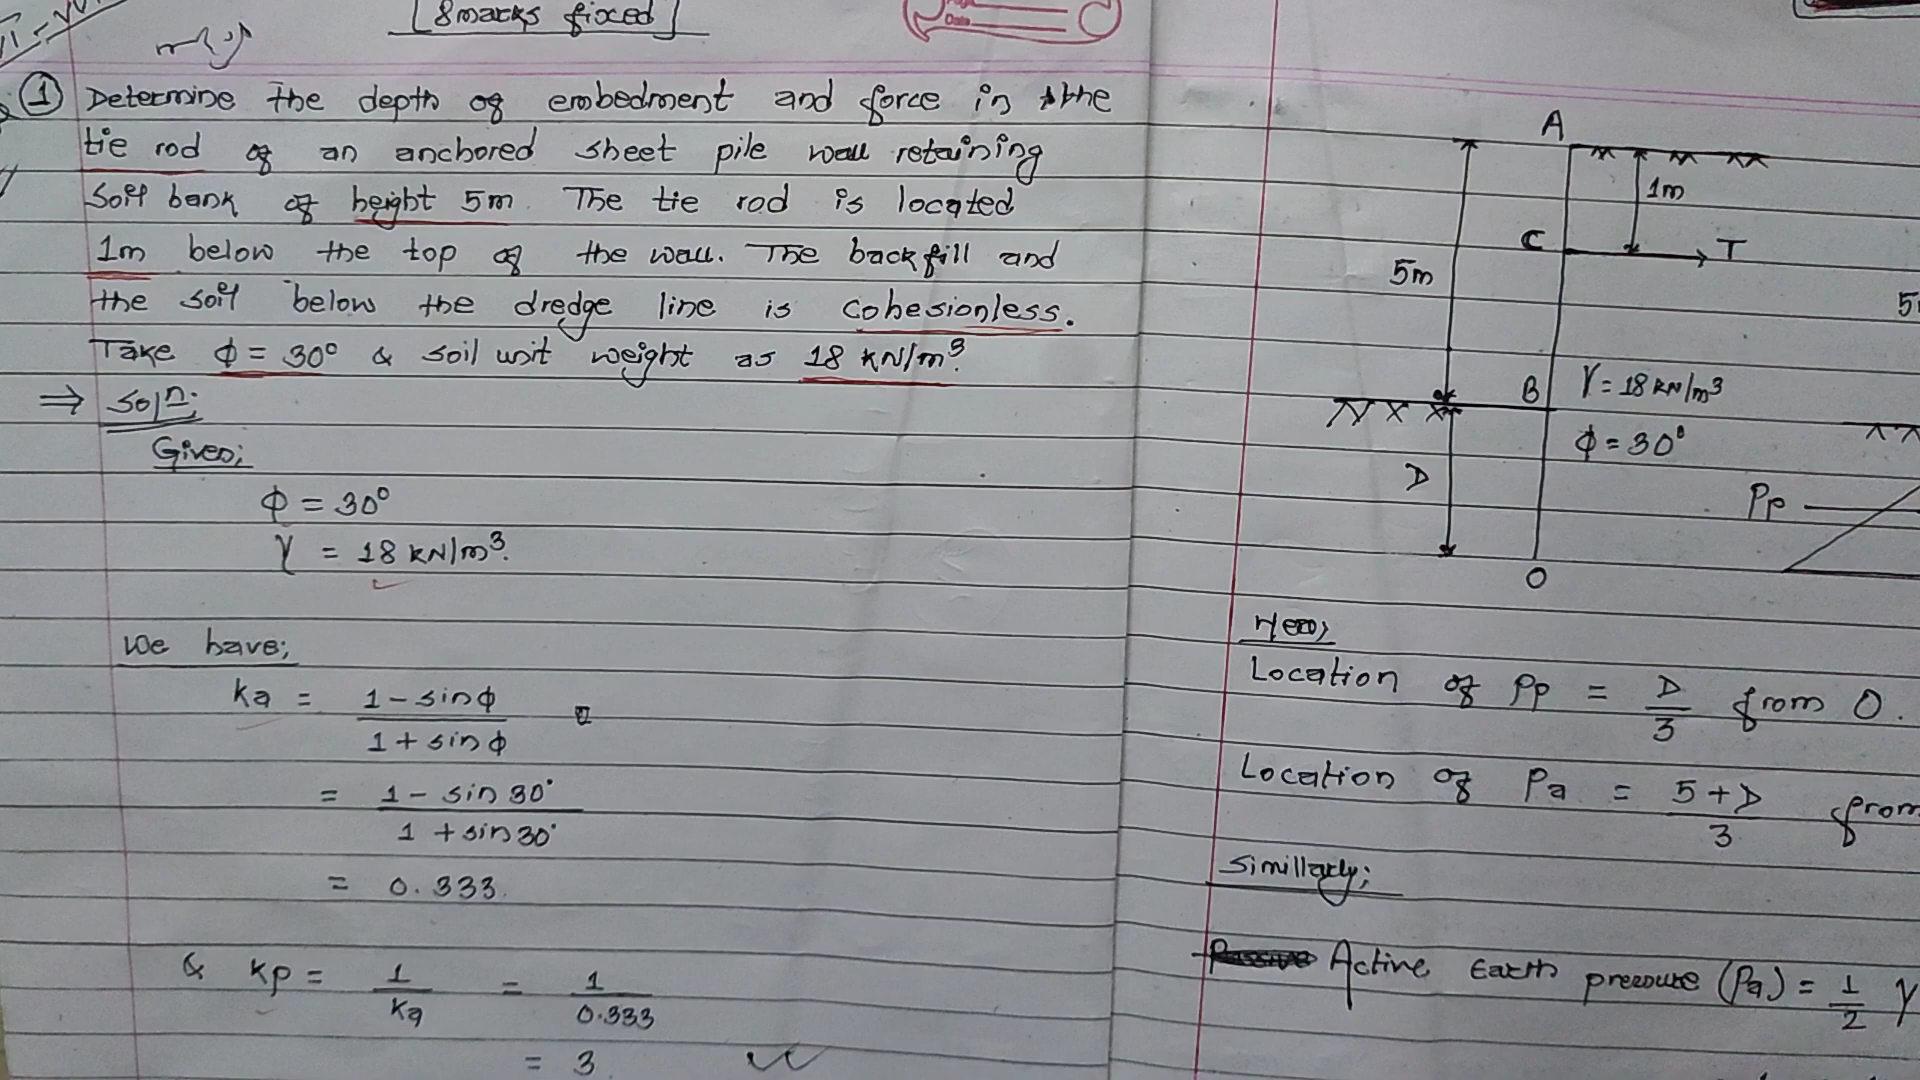 [8 marks fixed]
Date
① Determine the depth of embedment and force in the
tie rod of an anchored sheet pile wall retaining
soil bank of height 5m. The tie rod is located
1m below the top of the wall. The backfill and
the soil below the dredge line is cohesionless.
Take ϕ = 30° & soil unit weight as 18 kN/m³.
⇒ Soln:
Given;
ϕ = 30°
γ = 18 kN/m³.
We have;
ka = 1 - sinϕ / 1 + sinϕ
= 1 - sin30° / 1 + sin30°
= 0.333.
& kp = 1/ka = 1/0.333
= 3
A
1m
C
T
5m
5
B
γ = 18 kN/m³
ϕ = 30°
D
Pp
O
Here,
Location of Pp = D/3 from O.
Location of Pa = 5+D/3 from
Simillarly;
Active Earth pressure (Pa) = 1/2 γ